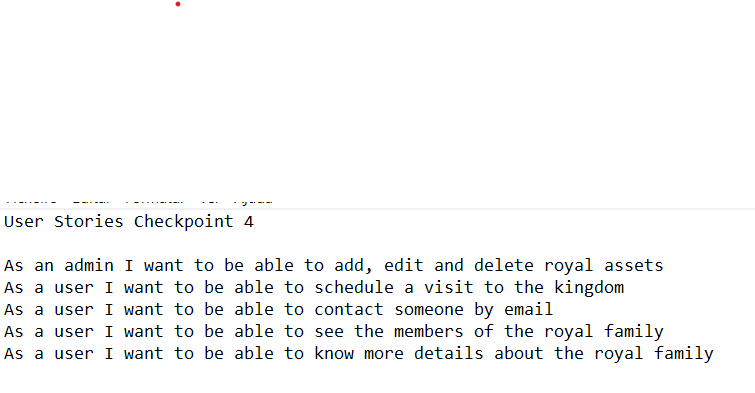 User Stories Checkpoint 4
As an admin I want to be able to add, edit and delete royal assets
As a user I want to be able to schedule a visit to the kingdom
As a user I want to be able to contact someone by email
As a user I want to be able to see the members of the royal family
As a user I want to be able to know more details about the royal family